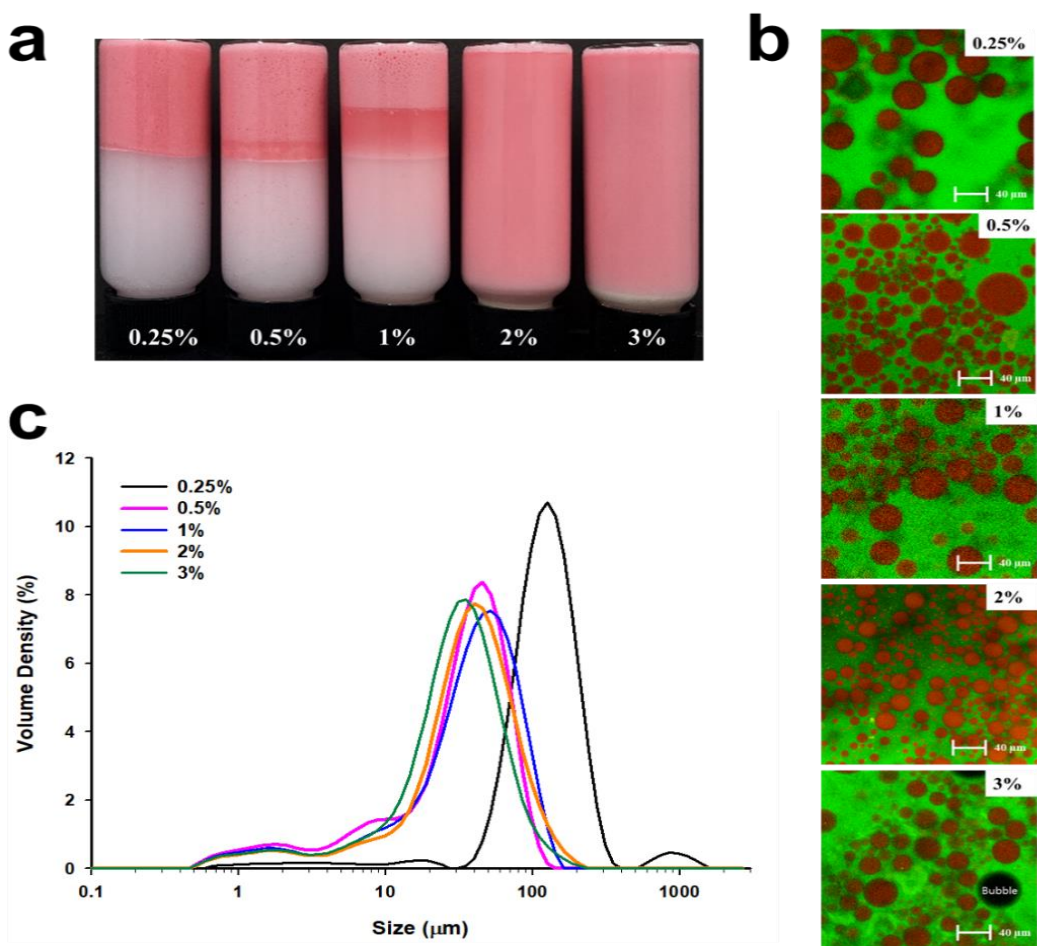 a
0.25% 0.5% 1% 2% 3%
b
0.25%
40 μm
0.5%
40 μm
1%
40 μm
2%
40 μm
3%
Bubble
40 μm
c
12
10
8
6
4
2
0
Volume Density (%)
0.25%
0.5%
1%
2%
3%
0.1 1 10 100 1000
Size (μm)